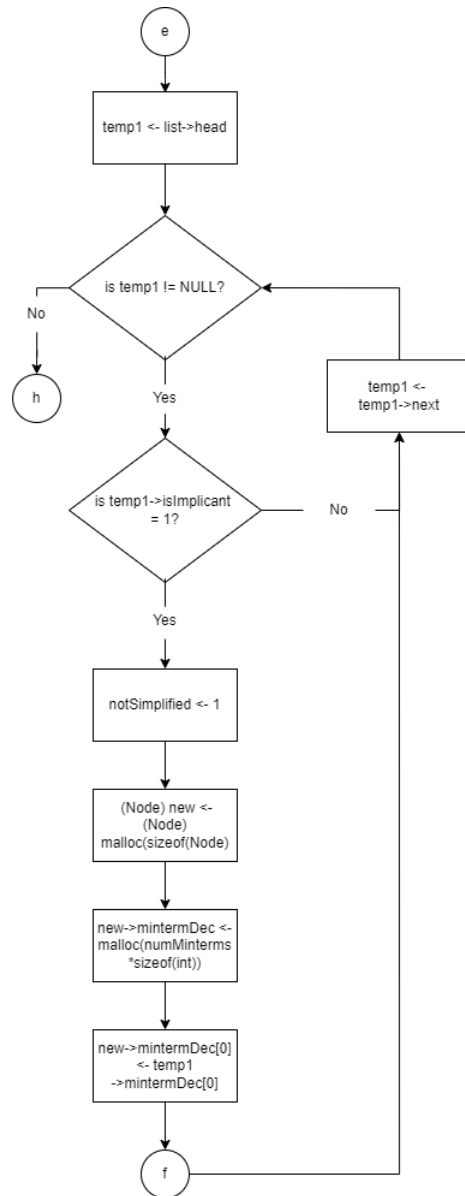 e
temp1 <- list->head
is temp1 != NULL?
No
h
Yes
temp1 <-
temp1->next
is temp1->isImplicant
= 1?
No
Yes
notSimplified <- 1
(Node) new <-
(Node)
malloc(sizeof(Node)
new->mintermDec <-
malloc(numMinterms
*sizeof(int))
new->mintermDec[0]
<- temp1
->mintermDec[0]
f